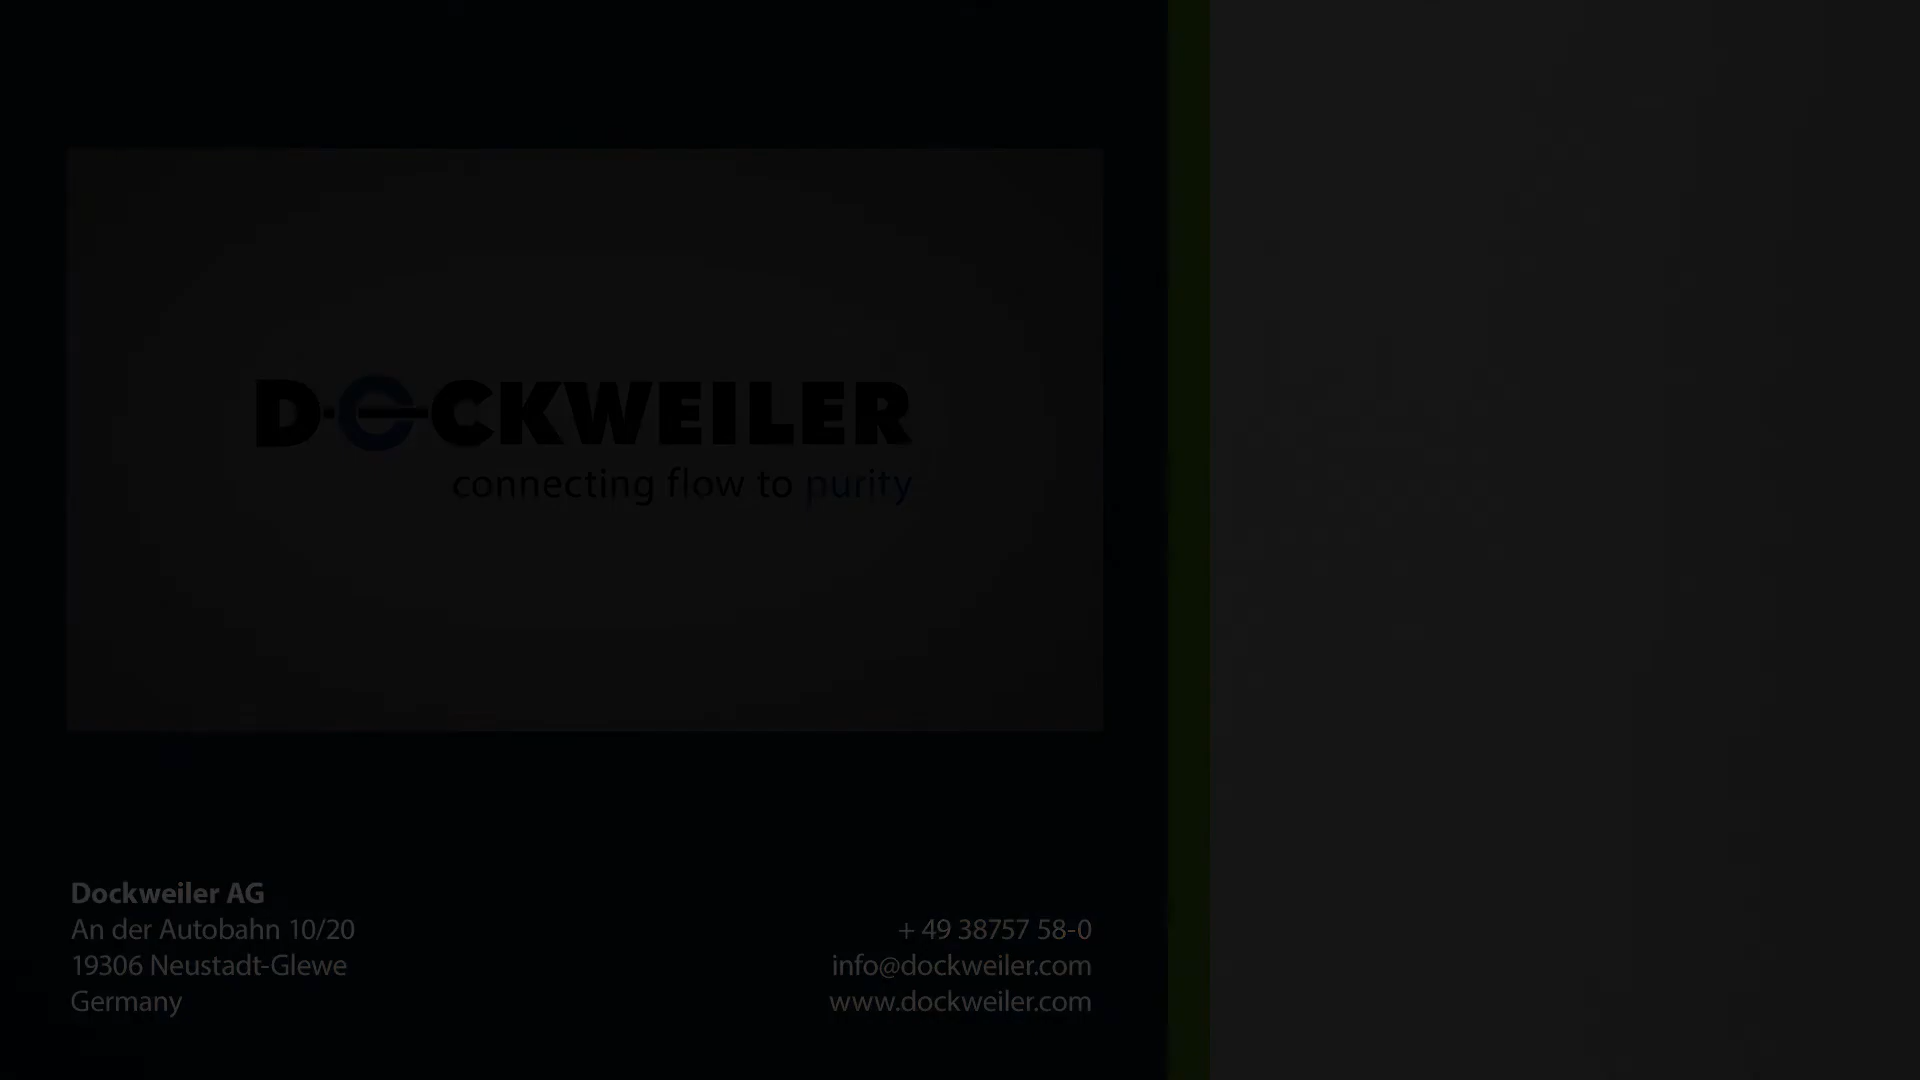 DOCKWEILER
connecting flow to purity
Dockweiler AG
An der Autobahn 10/20
19306 Neustadt-Glewe
Germany
+ 49 38757 58-0
info@dockweiler.com
www.dockweiler.com